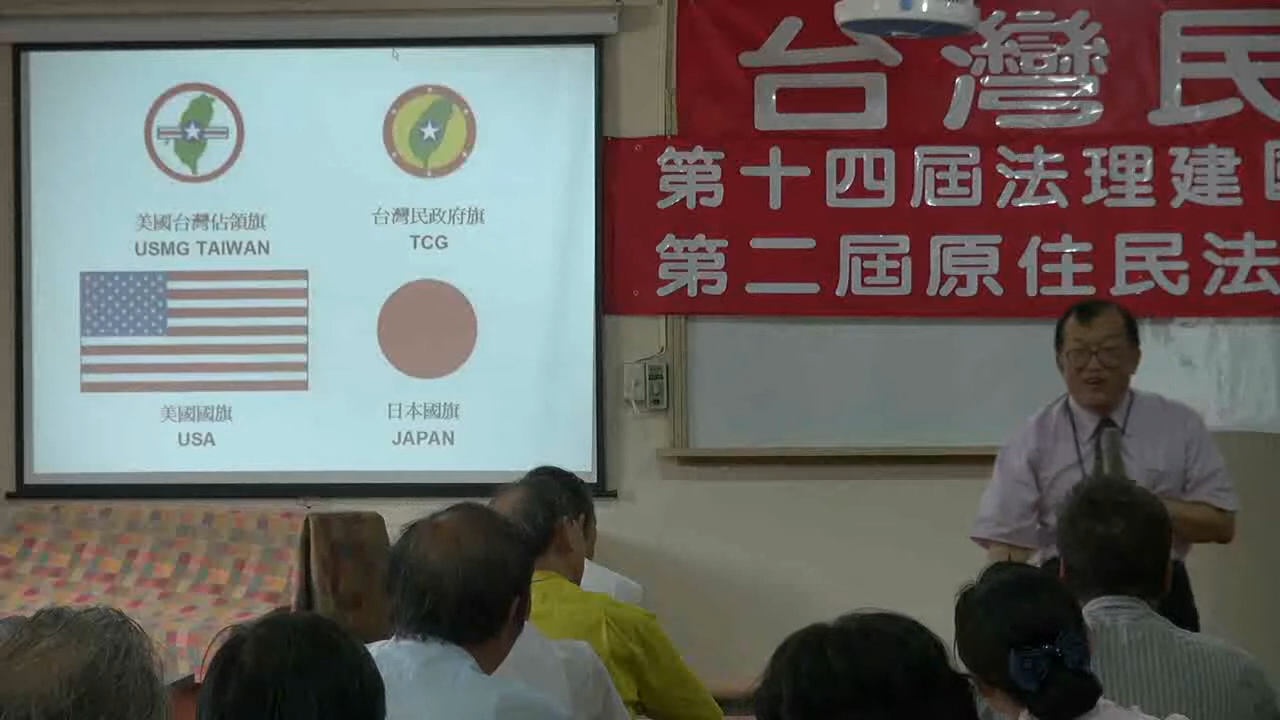 美國台灣佔領旗
USMG TAIWAN
台灣民政府旗
TCG
美國國旗
USA
日本國旗
JAPAN
台灣民
第十四屆法理建
第二屆原住民法